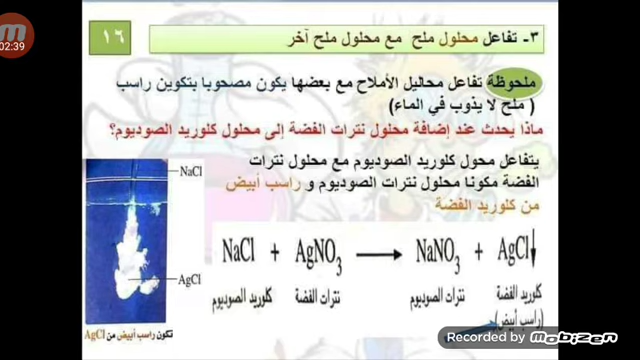 02:39
٣- تفاعل محلول ملح مع محلول ملح آخر
١٦
ملحوظة تفاعل محاليل الأملاح مع بعضها يكون مصحوبا بتكوين راسب
( ملح لا يذوب في الماء)
ماذا يحدث عند إضافة محلول نترات الفضة إلى محلول كلوريد الصوديوم؟
يتفاعل محول كلوريد الصوديوم مع محلول نترات
الفضة مكونا محلول نترات الصوديوم و راسب أبيض
من كلوريد الفضة
NaCl
AgCl
NaCl + AgNO3 → NaNO3 + AgCl↓
كلوريد الصوديوم نترات الفضة نترات الصوديوم كلوريد الفضة
(راسب أبيض)
تكون راسب أبيض من AgCl
Recorded by mobizen